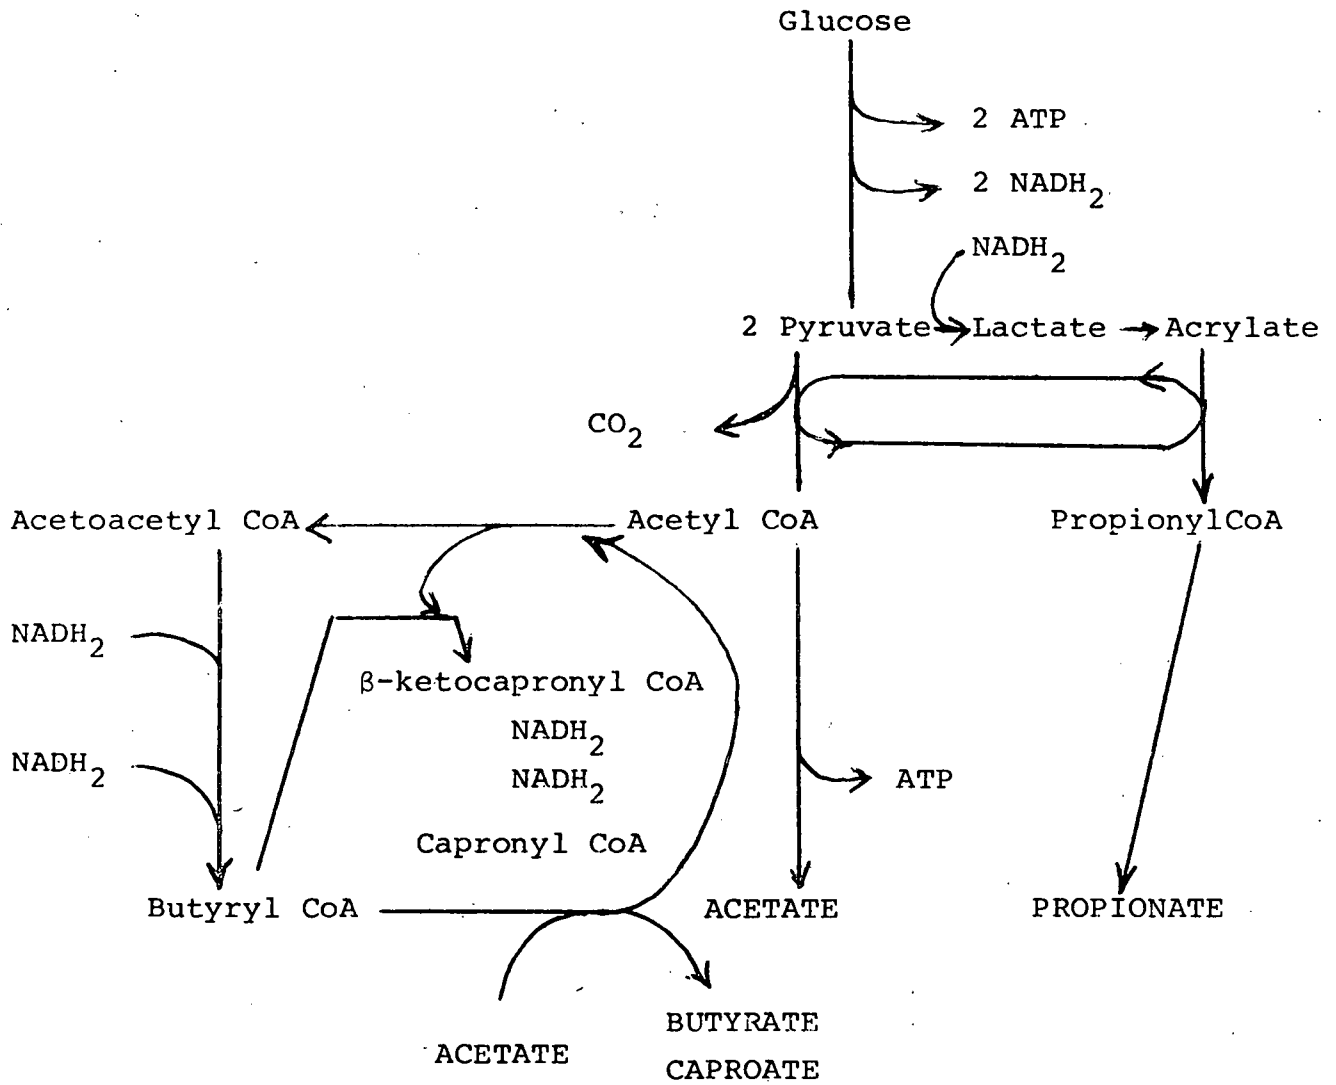 Glucose
2 ATP
2 NADH2
NADH2
2 Pyruvate Lactate Acrylate
CO2
Acetoacetyl CoA Acetyl CoA PropionylCoA
NADH2
β-ketocapronyl CoA
NADH2
NADH2
NADH2 ATP
Capronyl CoA
Butyryl CoA ACETATE PROPIONATE
BUTYRATE
ACETATE
CAPROATE